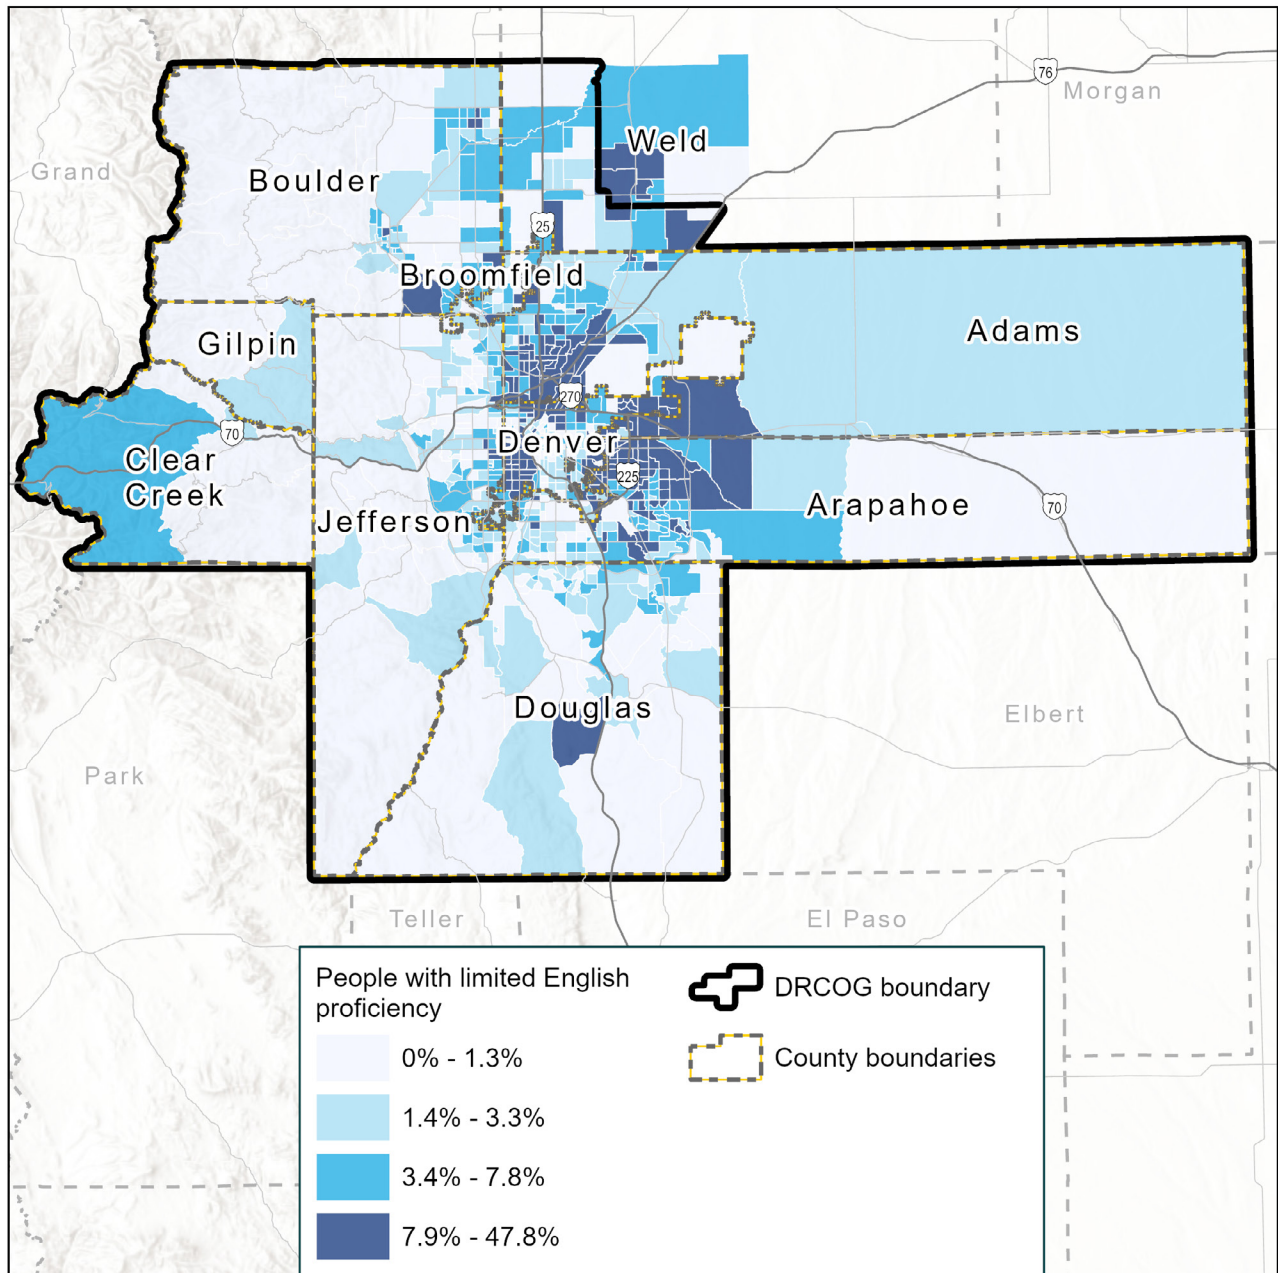 76
Morgan
Weld
Grand
Boulder
25
Broomfield
Adams
Gilpin
270
70
Denver
Clear
Creek
225
Arapahoe
70
Jefferson
Douglas
Elbert
Park
Teller
El Paso
People with limited English
proficiency
0% - 1.3%
1.4% - 3.3%
3.4% - 7.8%
7.9% - 47.8%
DRCOG boundary
County boundaries